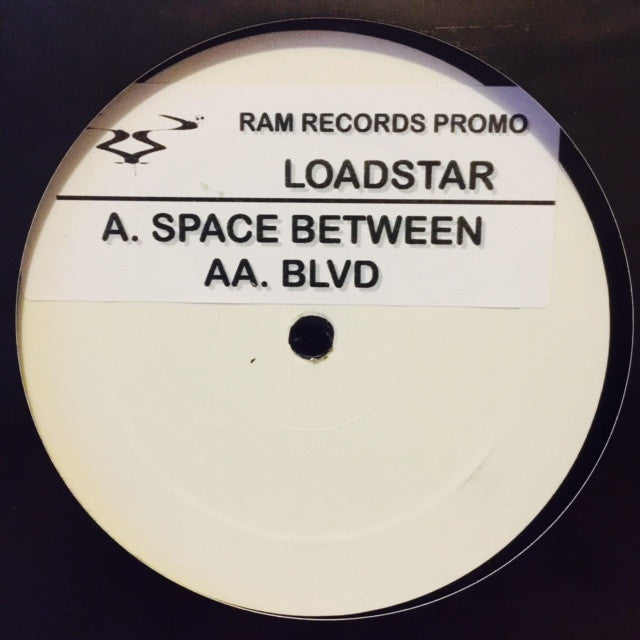 RAM RECORDS PROMO
LOADSTAR
A. SPACE BETWEEN
AA. BLVD